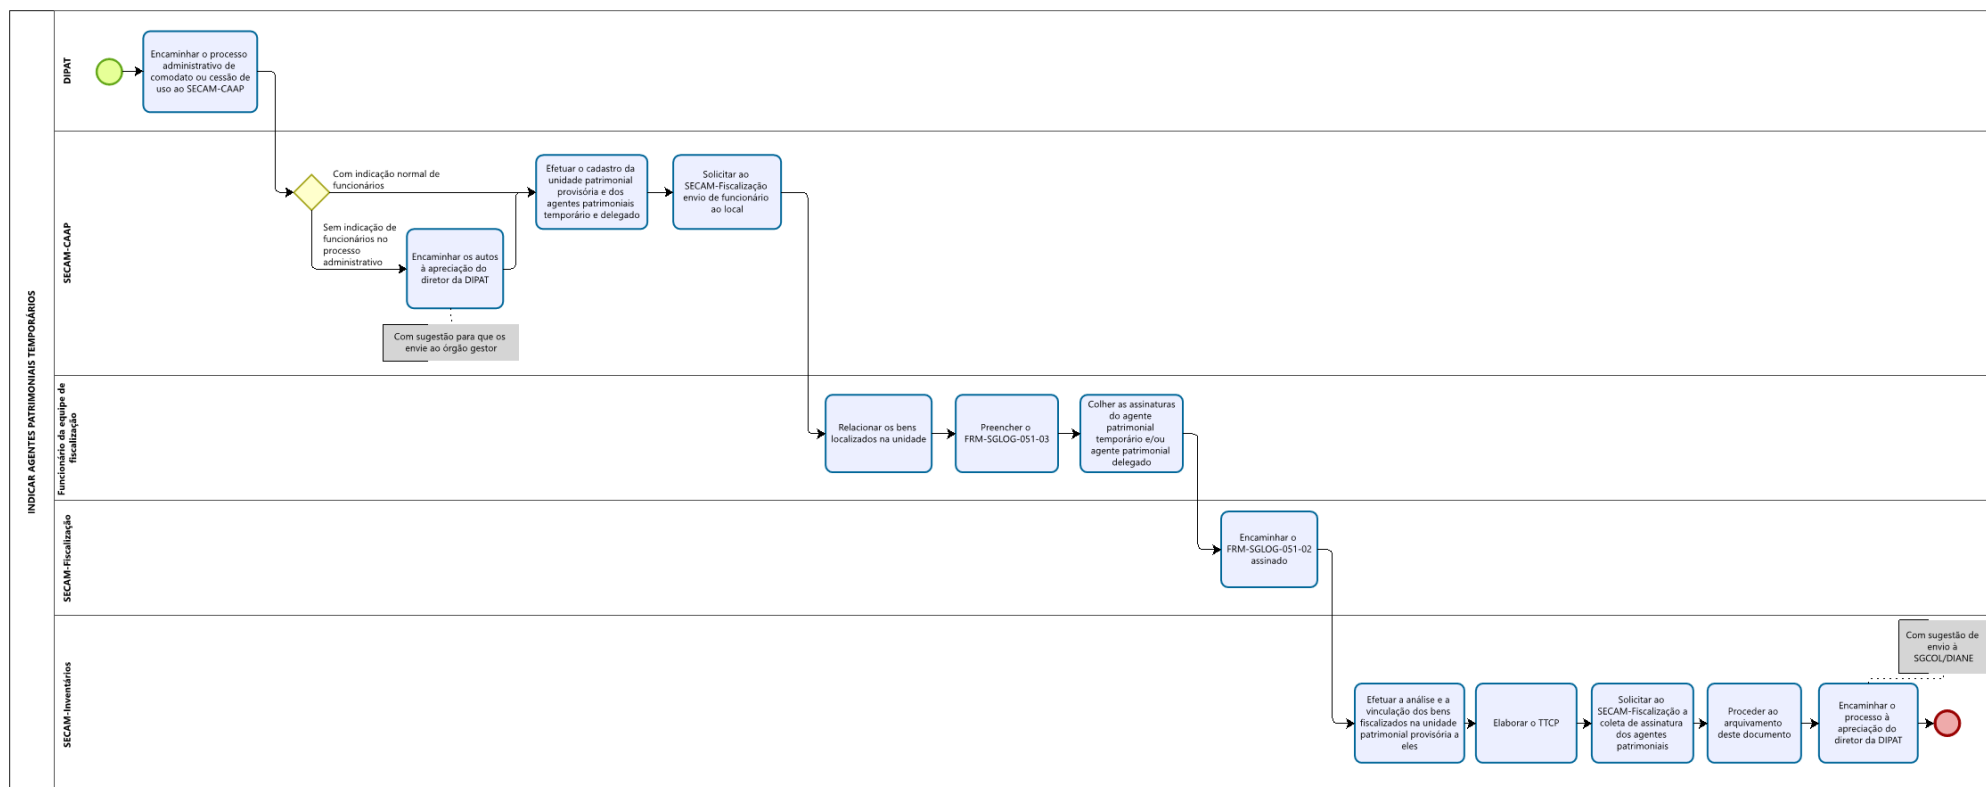 INDICAR AGENTES PATRIMONIAIS TEMPORÁRIOS
DIPAT
Encaminhar o processo
administrativo de
comodato ou cessão de
uso ao SECAM-CAAP
SECAM-CAAP
Com indicação normal de
funcionários
Sem indicação de
funcionários no
processo
administrativo
Encaminhar os autos
à apreciação do
diretor da DIPAT
Com sugestão para que os
envie ao órgão gestor
Efetuar o cadastro da
unidade patrimonial
provisória e dos
agentes patrimoniais
temporário e delegado
Solicitar ao
SECAM-Fiscalização
envio de funcionário
ao local
Funcionário da equipe de
fiscalização
Relacionar os bens
localizados na unidade
Preencher o
FRM-SGLOG-051-03
Colher as assinaturas
do agente
patrimonial
temporário e/ou
agente patrimonial
delegado
SECAM-Fiscalização
Encaminhar o
FRM-SGLOG-051-02
assinado
SECAM-Inventários
Efetuar a análise e a
vinculação dos bens
fiscalizados na unidade
patrimonial provisória a
eles
Elaborar o TTCP
Solicitar ao
SECAM-Fiscalização a
coleta de assinatura
dos agentes
patrimoniais
Proceder ao
arquivamento
deste documento
Encaminhar o
processo à
apreciação do
diretor da DIPAT
Com sugestão de
envio à
SGCOL/DIANE